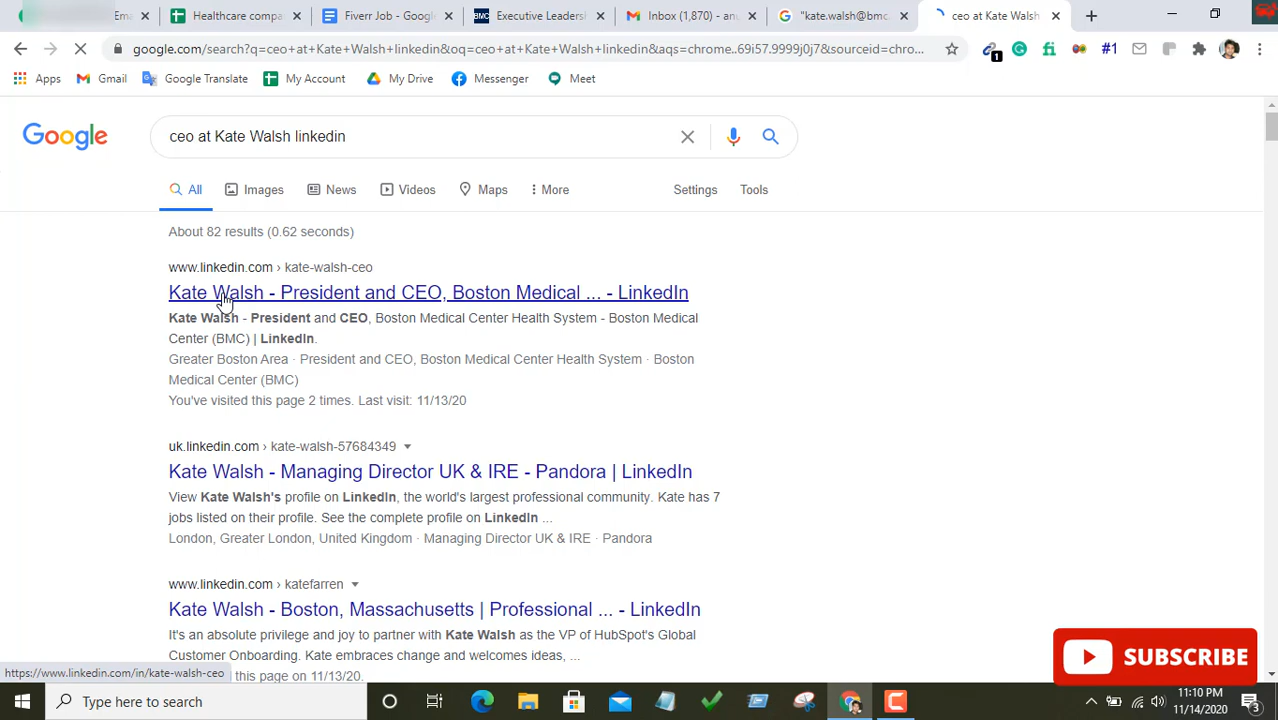 Ema
Healthcare compa
Fiverr Job - Google
BMC
Executive Leadersh
Inbox (1,870) - anu
"kate.walsh@bmc.
ceo at Kate Walsh
google.com/search?q=ceo+at+Kate+Walsh+linkedin&oq=ceo+at+Kate+Walsh+linkedin&aqs=chrome..69i57.9999j0j7&sourceid=chro...
1
#1
Apps
Gmail
Google Translate
My Account
My Drive
Messenger
Meet
Google
ceo at Kate Walsh linkedin
All
Images
News
Videos
Maps
More
Settings
Tools
About 82 results (0.62 seconds)
www.linkedin.com › kate-walsh-ceo
Kate Walsh - President and CEO, Boston Medical ... - LinkedIn
Kate Walsh - President and CEO, Boston Medical Center Health System - Boston Medical
Center (BMC) | LinkedIn.
Greater Boston Area · President and CEO, Boston Medical Center Health System · Boston
Medical Center (BMC)
You've visited this page 2 times. Last visit: 11/13/20
uk.linkedin.com › kate-walsh-57684349
Kate Walsh - Managing Director UK & IRE - Pandora | LinkedIn
View Kate Walsh's profile on LinkedIn, the world's largest professional community. Kate has 7
jobs listed on their profile. See the complete profile on LinkedIn ...
London, Greater London, United Kingdom · Managing Director UK & IRE · Pandora
www.linkedin.com › katefarren
Kate Walsh - Boston, Massachusetts | Professional ... - LinkedIn
It's an absolute privilege and joy to partner with Kate Walsh as the VP of HubSpot's Global
Customer Onboarding. Kate embraces change and welcomes ideas, ...
https://www.linkedin.com/in/kate-walsh-ceo
this page on 11/13/20.
SUBSCRIBE
Type here to search
11:10 PM
11/14/2020
3